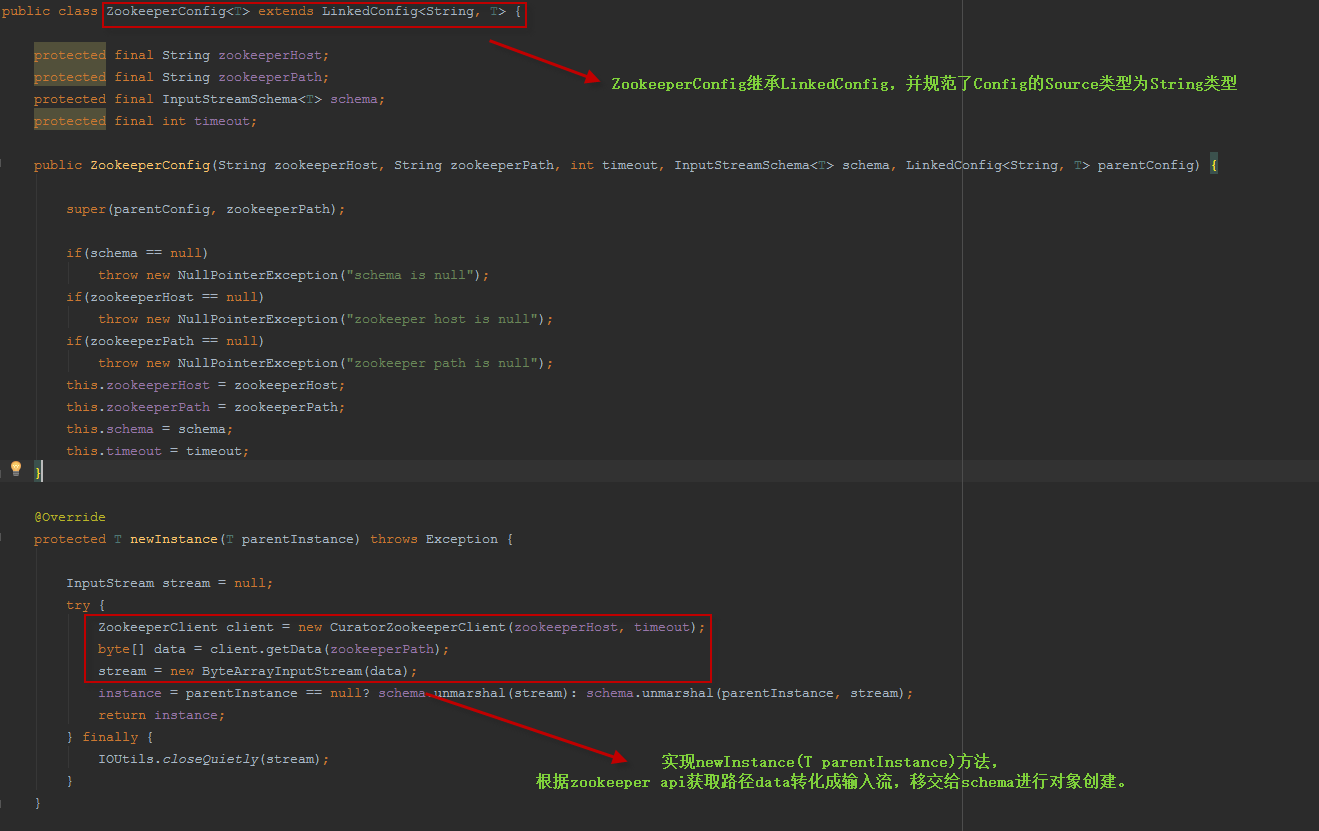 public class ZookeeperConfig<T> extends LinkedConfig<String, T> {
protected final String zookeeperHost;
protected final String zookeeperPath;
ZookeeperConfig继承LinkedConfig，并规范了Config的Source类型为String类型
protected final InputStreamSchema<T> schema;
protected final int timeout;
public ZookeeperConfig(String zookeeperHost, String zookeeperPath, int timeout, InputStreamSchema<T> schema, LinkedConfig<String, T> parentConfig) {
super(parentConfig, zookeeperPath);
if(schema == null)
throw new NullPointerException("schema is null");
if(zookeeperHost == null)
throw new NullPointerException("zookeeper host is null");
if(zookeeperPath == null)
throw new NullPointerException("zookeeper path is null");
this.zookeeperHost = zookeeperHost;
this.zookeeperPath = zookeeperPath;
this.schema = schema;
this.timeout = timeout;
}
@Override
protected T newInstance(T parentInstance) throws Exception {
InputStream stream = null;
try {
ZookeeperClient client = new CuratorZookeeperClient(zookeeperHost, timeout);
byte[] data = client.getData(zookeeperPath);
stream = new ByteArrayInputStream(data);
instance = parentInstance == null? schema.unmarshal(stream): schema.unmarshal(parentInstance, stream);
return instance;
} finally {
IOUtils.closeQuietly(stream);
}
}
实现newInstance(T parentInstance)方法，
根据zookeeper api获取路径data转化成输入流，移交给schema进行对象创建。